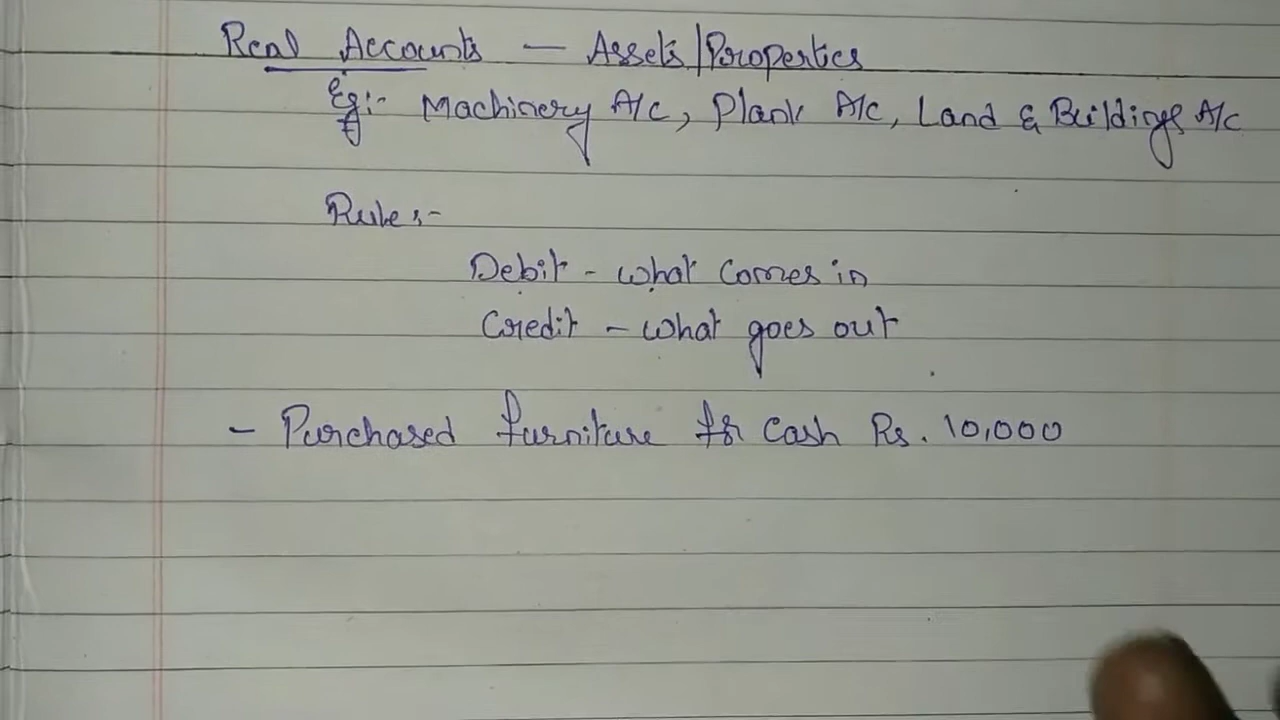 Real Accounts — Assets/Properties
Eg:- Machinery A/c, Plank A/c, Land & Buildings A/c
Rule:-
Debit - what comes in
Credit - what goes out
- Purchased furniture for cash Rs. 10,000